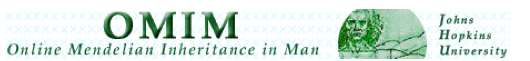 OMIM
Online Mendelian Inheritance in Man
Johns
Hopkins
University